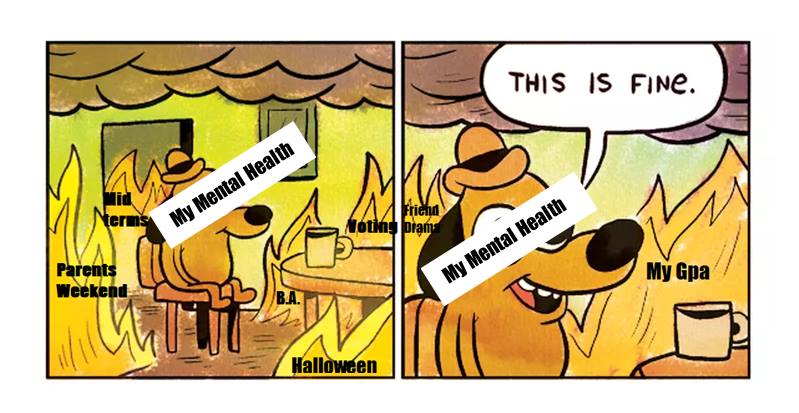 Mid
terms
My Mental Health
Parents
Weekend
Voting
B.A.
Halloween
THIS IS FINE.
Friend
Drama
My Mental Health
My Gpa